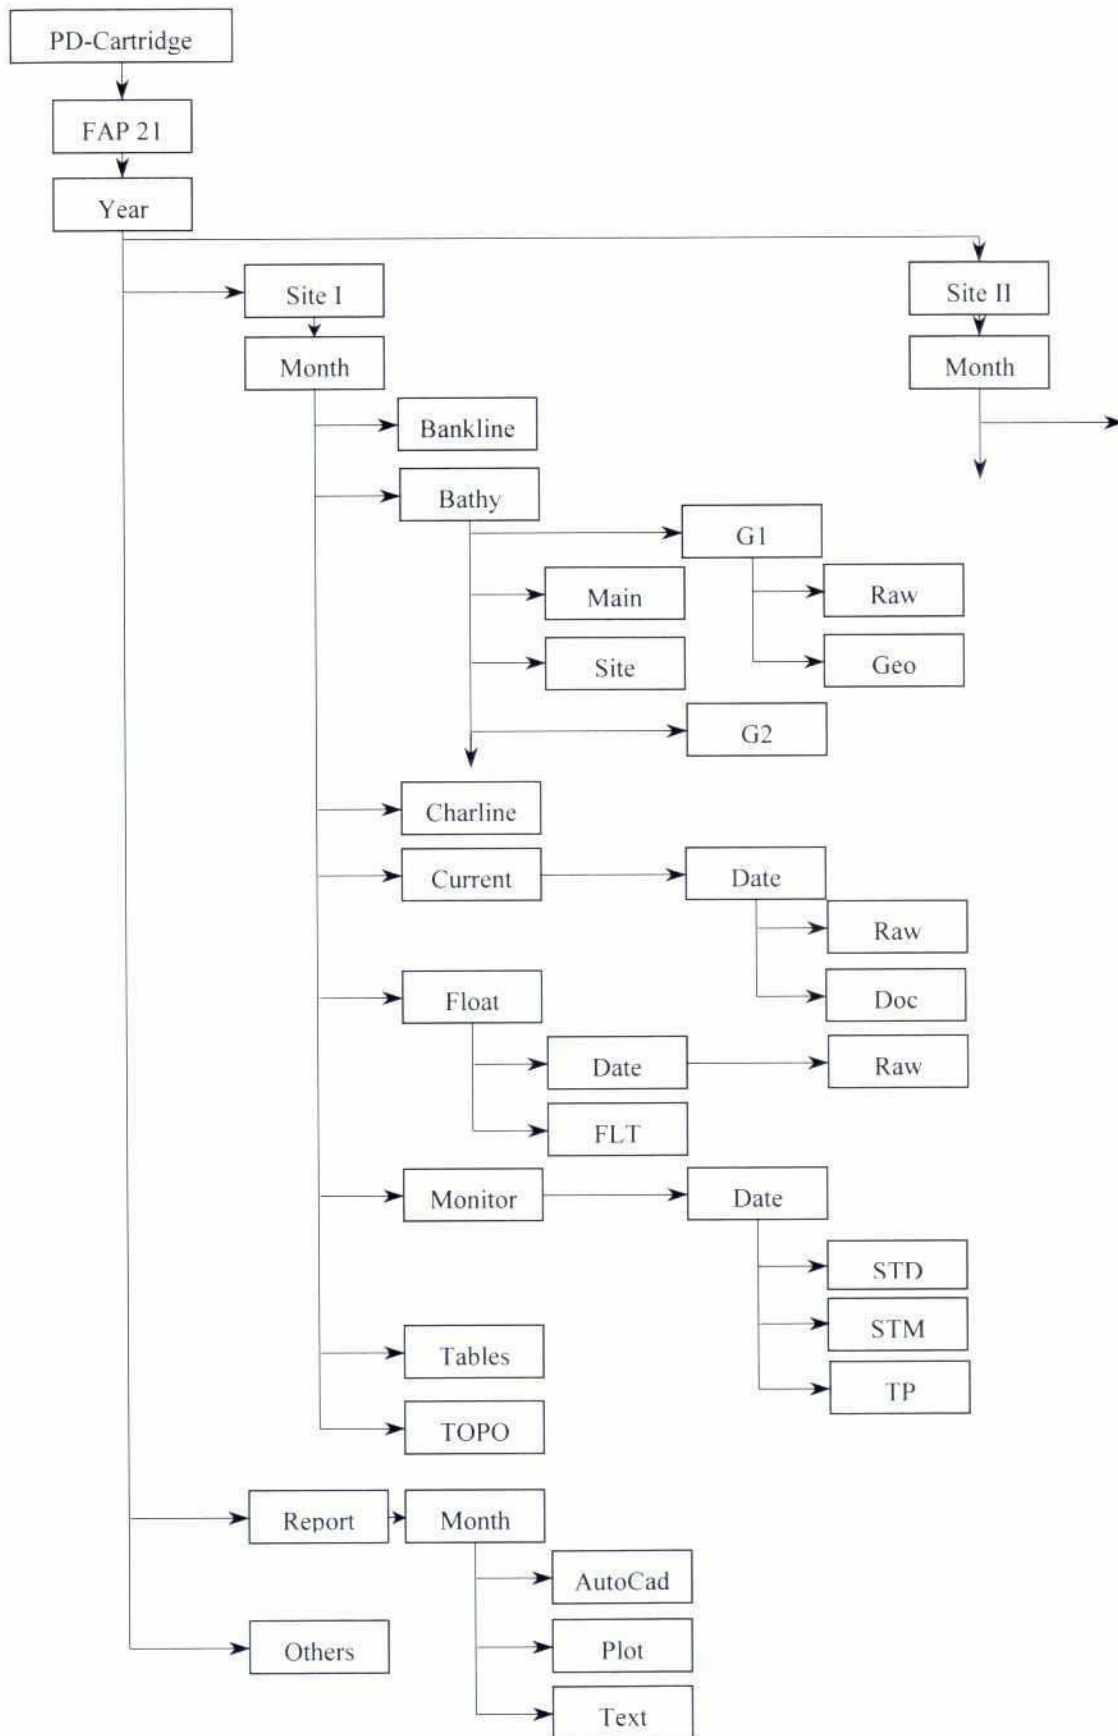 PD-Cartridge
FAP 21
Year
Site I
Site II
Month
Month
Bankline
Bathy
G1
Main
Raw
Site
Geo
G2
Charline
Current
Date
Raw
Float
Doc
Date
Raw
FLT
Monitor
Date
STD
STM
Tables
TP
TOPO
Report
Month
AutoCad
Others
Plot
Text